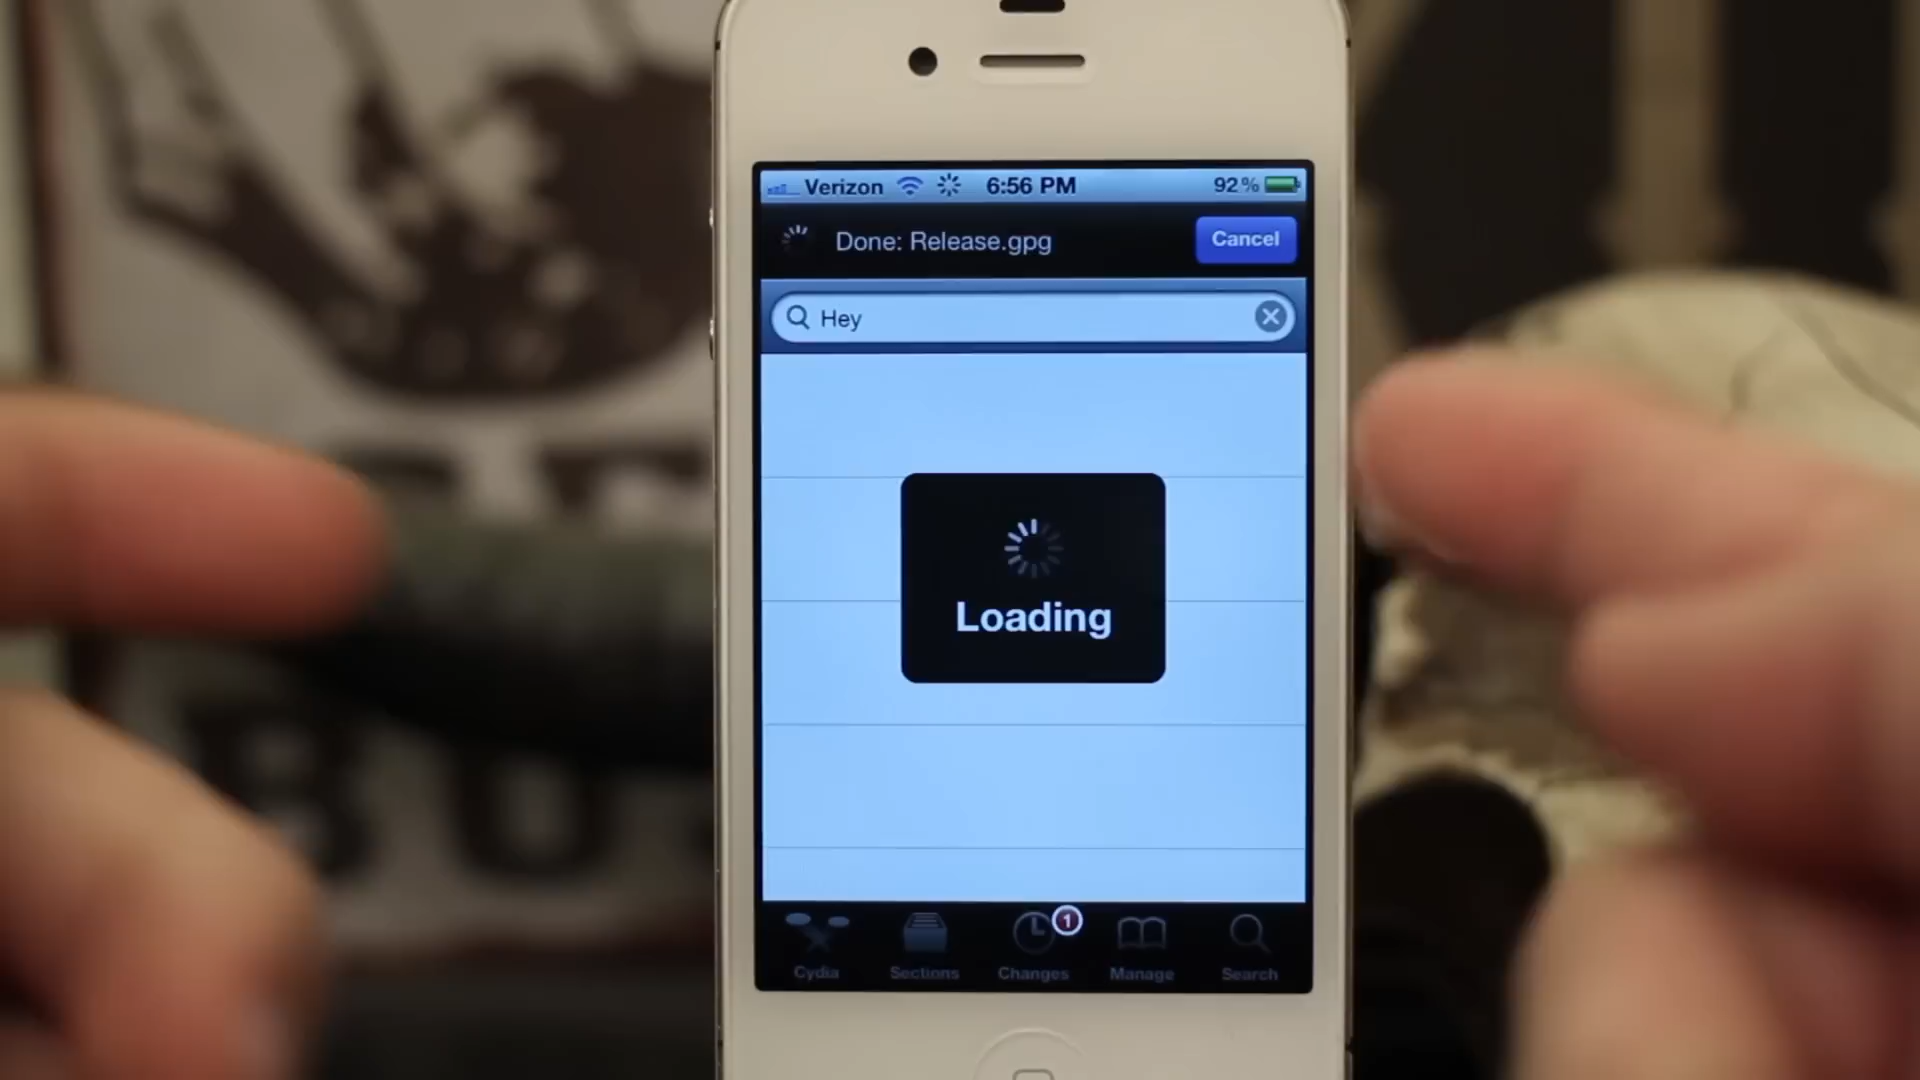 Verizon 6:56 PM 92%
Done: Release.gpg Cancel
Hey
Loading
1
Cydia Sections Changes Manage Search